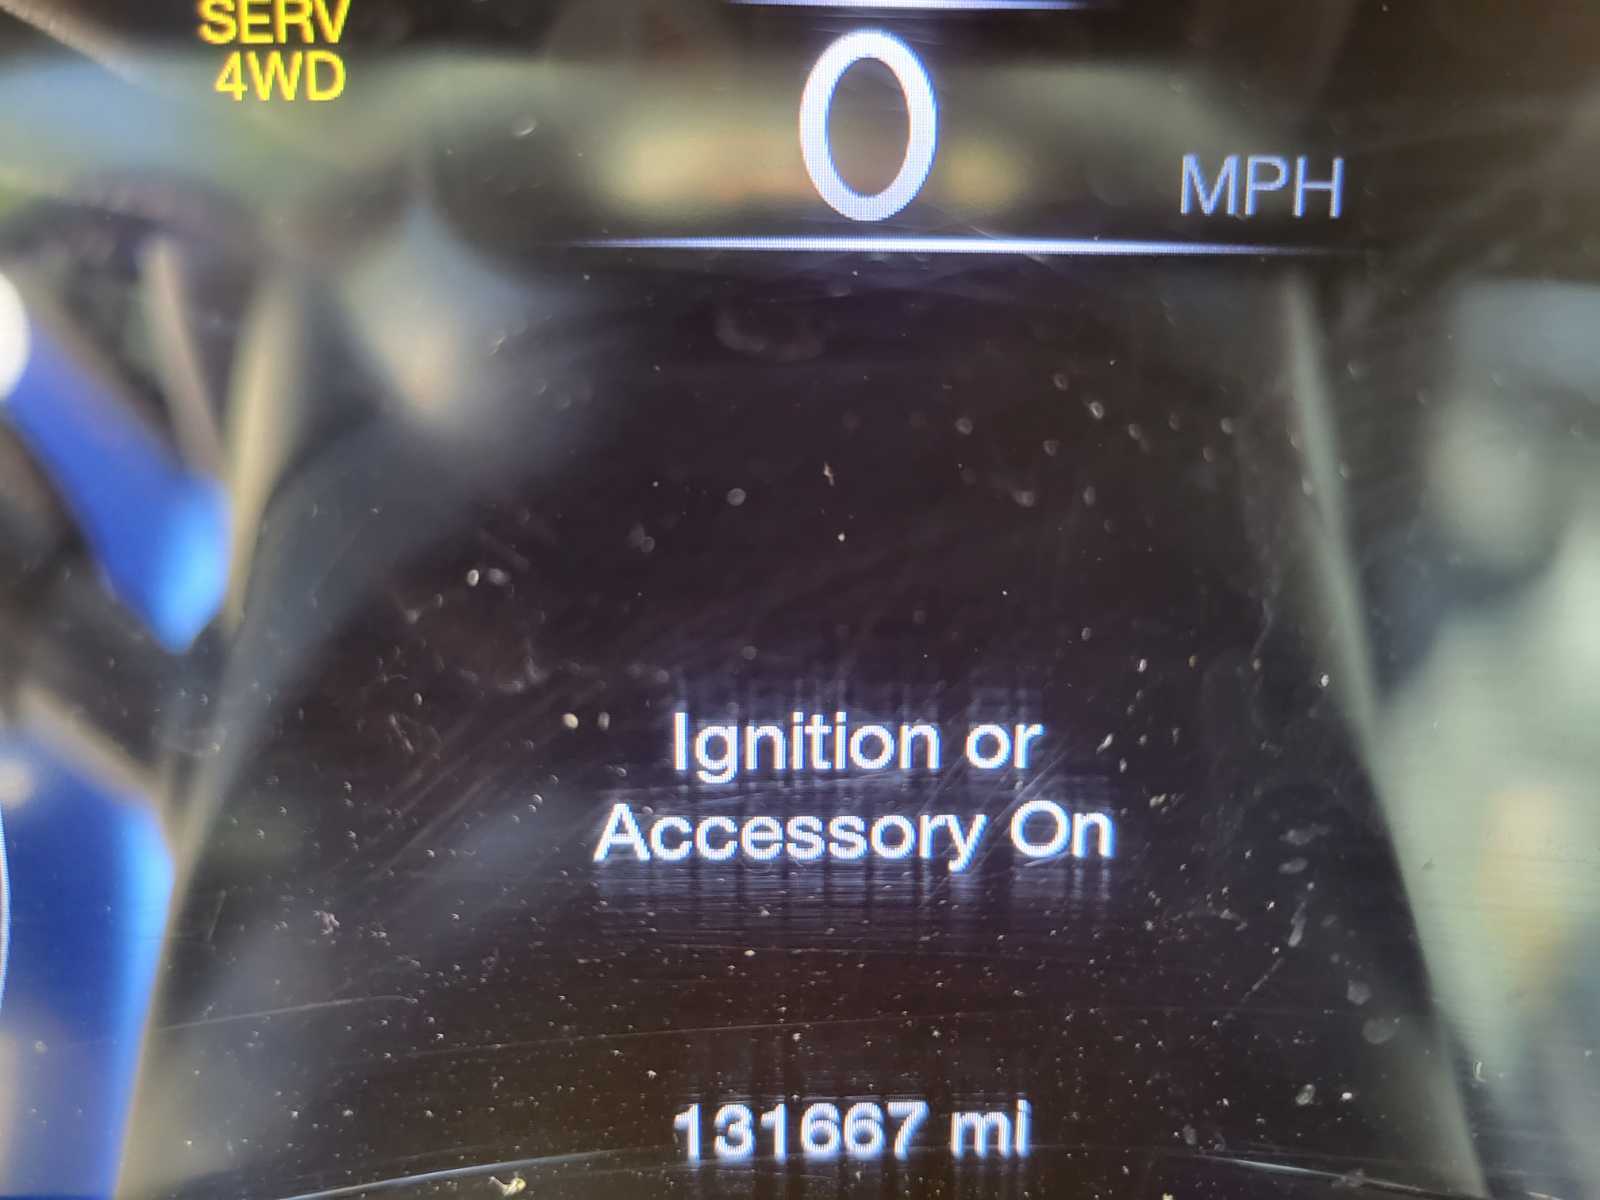 SERV
4WD
0
MPH
Ignition or
Accessory On
131667 mi